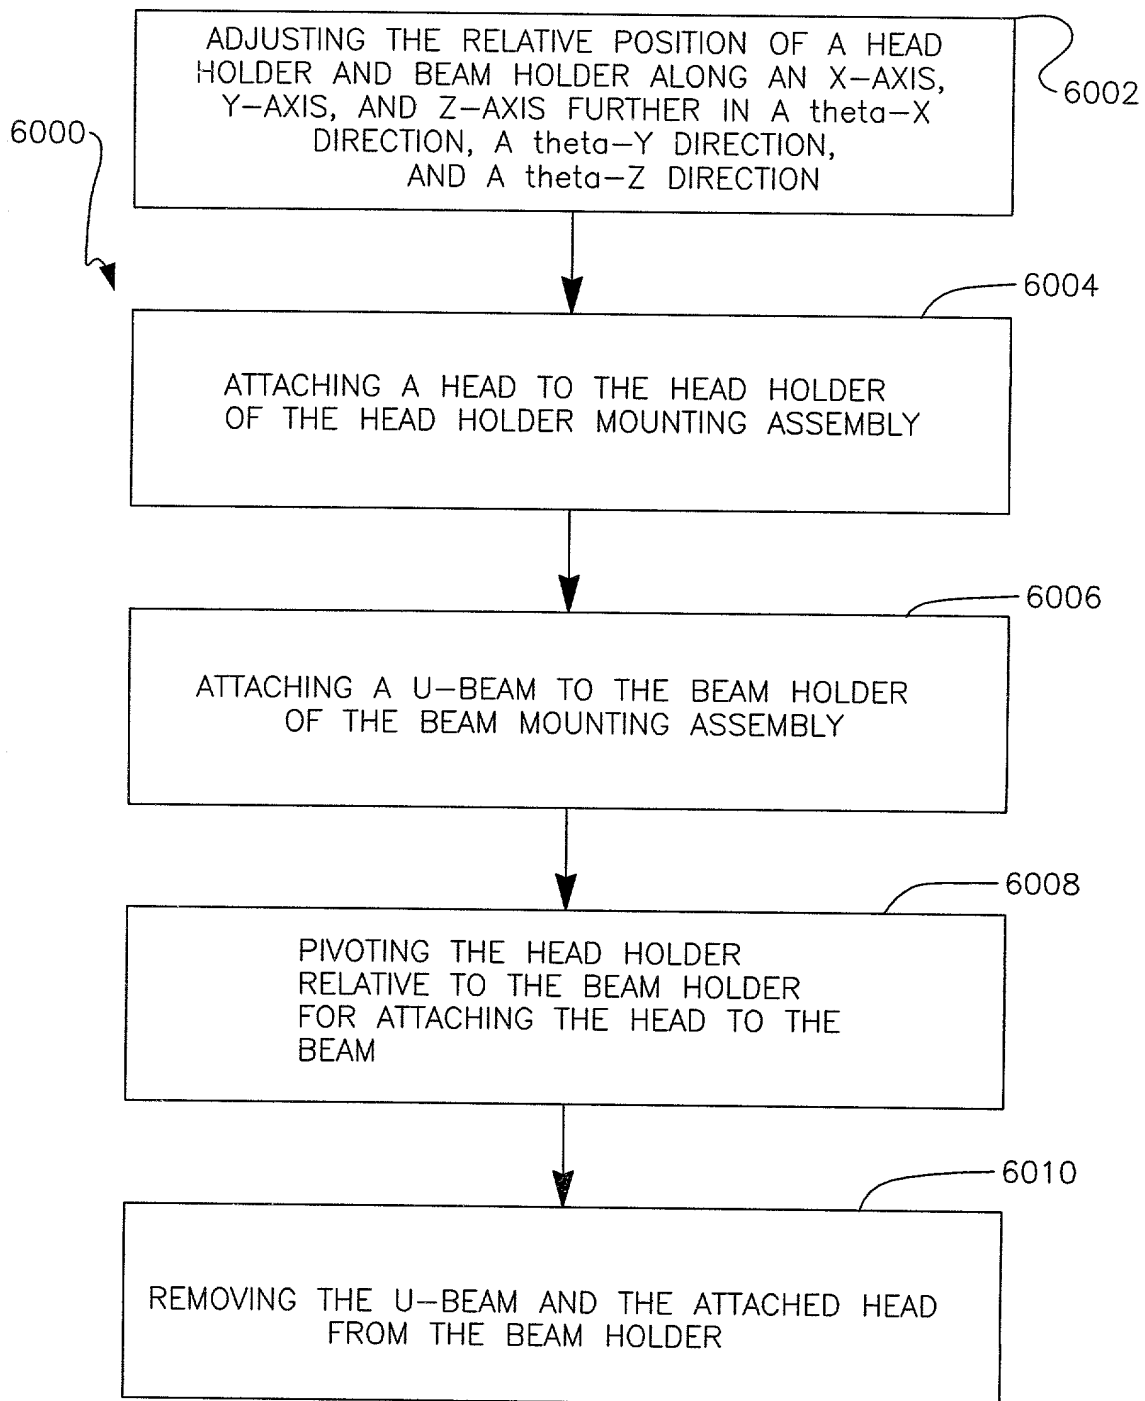 ADJUSTING THE RELATIVE POSITION OF A HEAD
HOLDER AND BEAM HOLDER ALONG AN X-AXIS,
Y-AXIS, AND Z-AXIS FURTHER IN A theta-X
DIRECTION, A theta-Y DIRECTION,
AND A theta-Z DIRECTION
6002
6000
6004
ATTACHING A HEAD TO THE HEAD HOLDER
OF THE HEAD HOLDER MOUNTING ASSEMBLY
6006
ATTACHING A U-BEAM TO THE BEAM HOLDER
OF THE BEAM MOUNTING ASSEMBLY
6008
PIVOTING THE HEAD HOLDER
RELATIVE TO THE BEAM HOLDER
FOR ATTACHING THE HEAD TO THE
BEAM
6010
REMOVING THE U-BEAM AND THE ATTACHED HEAD
FROM THE BEAM HOLDER